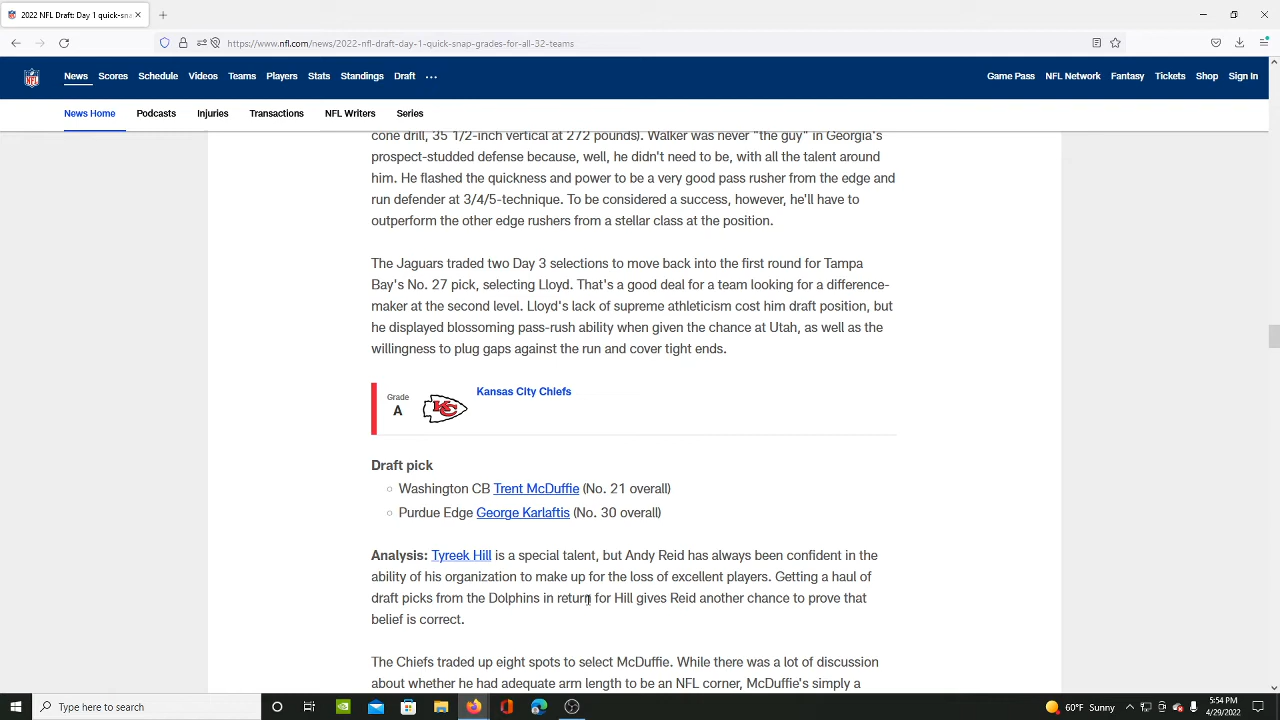 2022 NFL Draft: Day 1 quick-sna
https://www.nfl.com/news/2022-nfl-draft-day-1-quick-snap-grades-for-all-32-teams
NFL
News Scores Schedule Videos Teams Players Stats Standings Draft ••• Game Pass NFL Network Fantasy Tickets Shop Sign In
News Home Podcasts Injuries Transactions NFL Writers Series
cone drill, 35 1/2-inch vertical at 272 pounds). Walker was never "the guy" in Georgia's
prospect-studded defense because, well, he didn't need to be, with all the talent around
him. He flashed the quickness and power to be a very good pass rusher from the edge and
run defender at 3/4/5-technique. To be considered a success, however, he'll have to
outperform the other edge rushers from a stellar class at the position.
The Jaguars traded two Day 3 selections to move back into the first round for Tampa
Bay's No. 27 pick, selecting Lloyd. That's a good deal for a team looking for a difference-
maker at the second level. Lloyd's lack of supreme athleticism cost him draft position, but
he displayed blossoming pass-rush ability when given the chance at Utah, as well as the
willingness to plug gaps against the run and cover tight ends.
Grade
A
KC
Kansas City Chiefs
Draft pick
Washington CB Trent McDuffie (No. 21 overall)
Purdue Edge George Karlaftis (No. 30 overall)
Analysis: Tyreek Hill is a special talent, but Andy Reid has always been confident in the
ability of his organization to make up for the loss of excellent players. Getting a haul of
draft picks from the Dolphins in return for Hill gives Reid another chance to prove that
belief is correct.
The Chiefs traded up eight spots to select McDuffie. While there was a lot of discussion
about whether he had adequate arm length to be an NFL corner, McDuffie's simply a
Type here to search
60°F Sunny
5:54 PM
4/29/2022